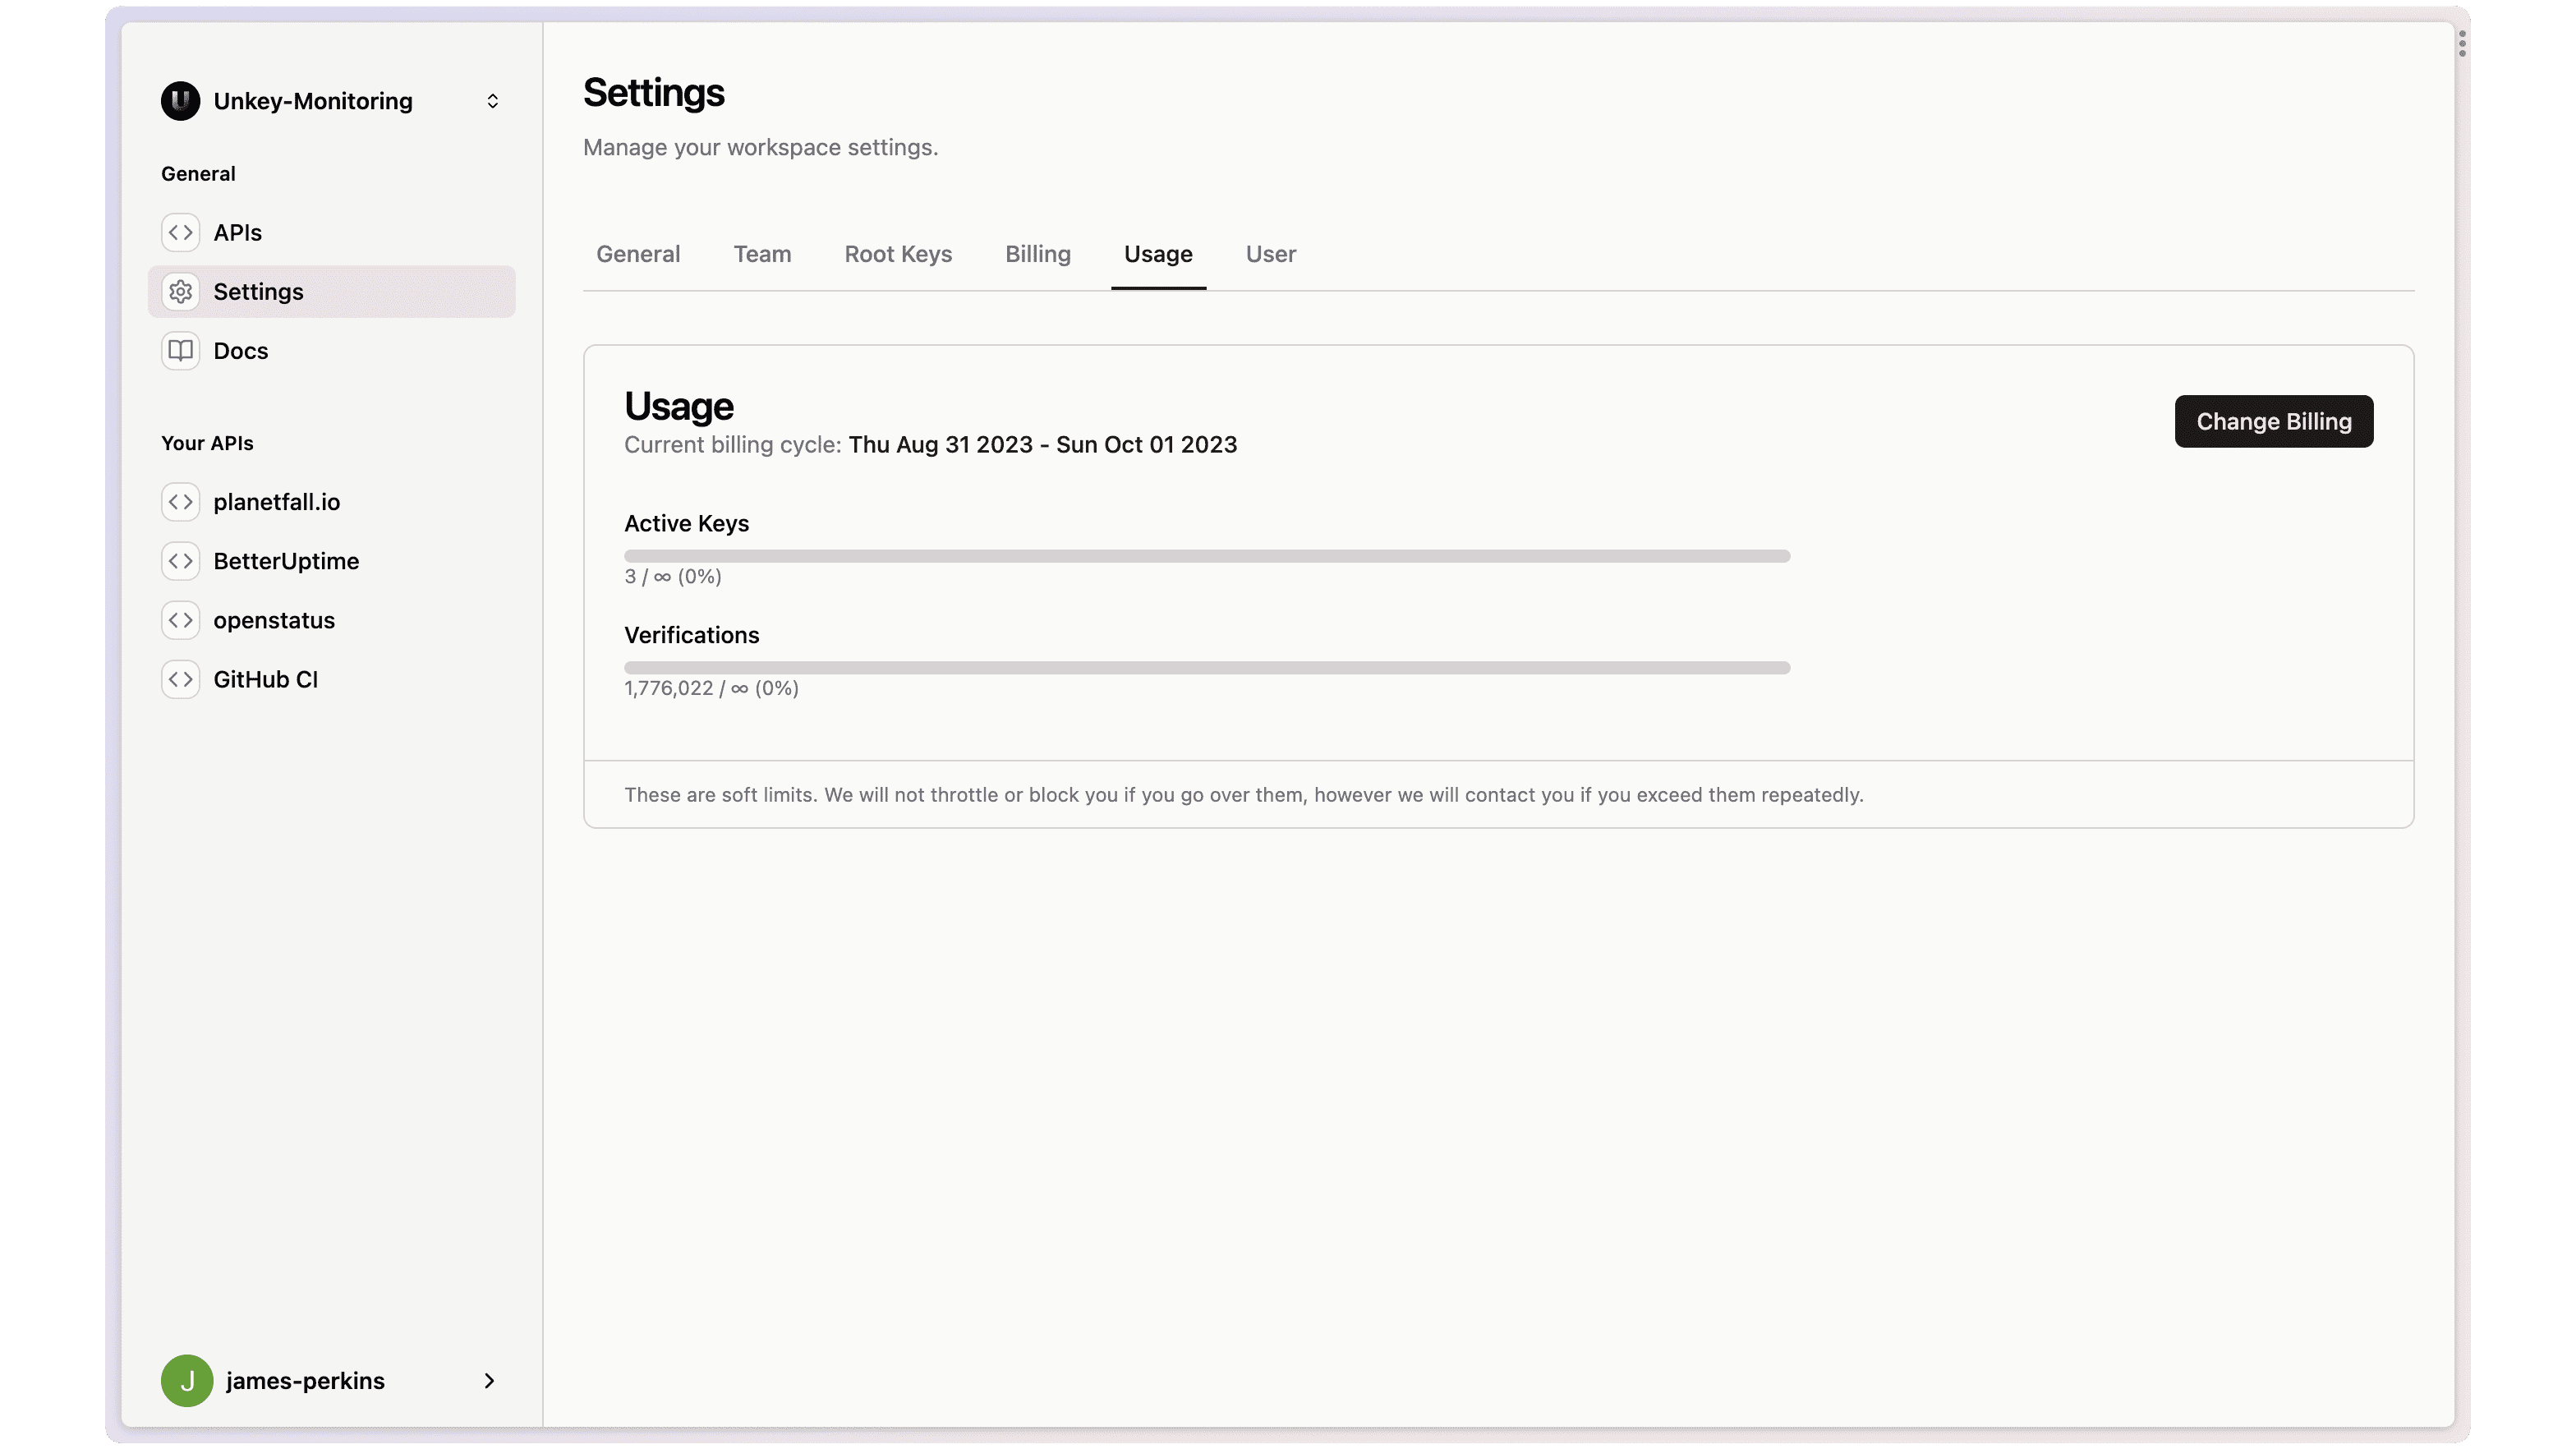 U Unkey-Monitoring
General
APIs
Settings
Docs
Your APIs
planetfall.io
BetterUptime
openstatus
GitHub CI
J james-perkins
Settings
Manage your workspace settings.
General Team Root Keys Billing Usage User
Usage
Current billing cycle: Thu Aug 31 2023 - Sun Oct 01 2023
Change Billing
Active Keys
3 / ∞ (0%)
Verifications
1,776,022 / ∞ (0%)
These are soft limits. We will not throttle or block you if you go over them, however we will contact you if you exceed them repeatedly.